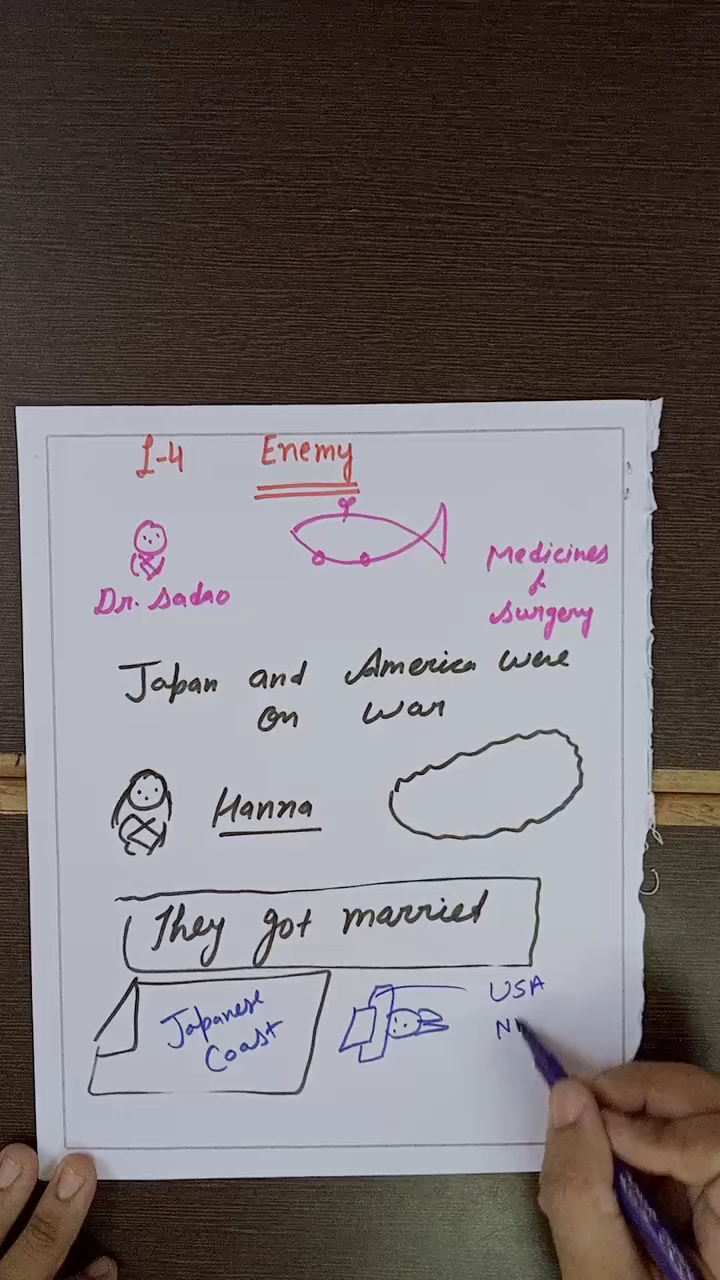 L-4 Enemy
Dr. Sadao
Medicines
&
Surgery
Japan and America were
on war
Hanna
They got married
Japanese
Coast
USA